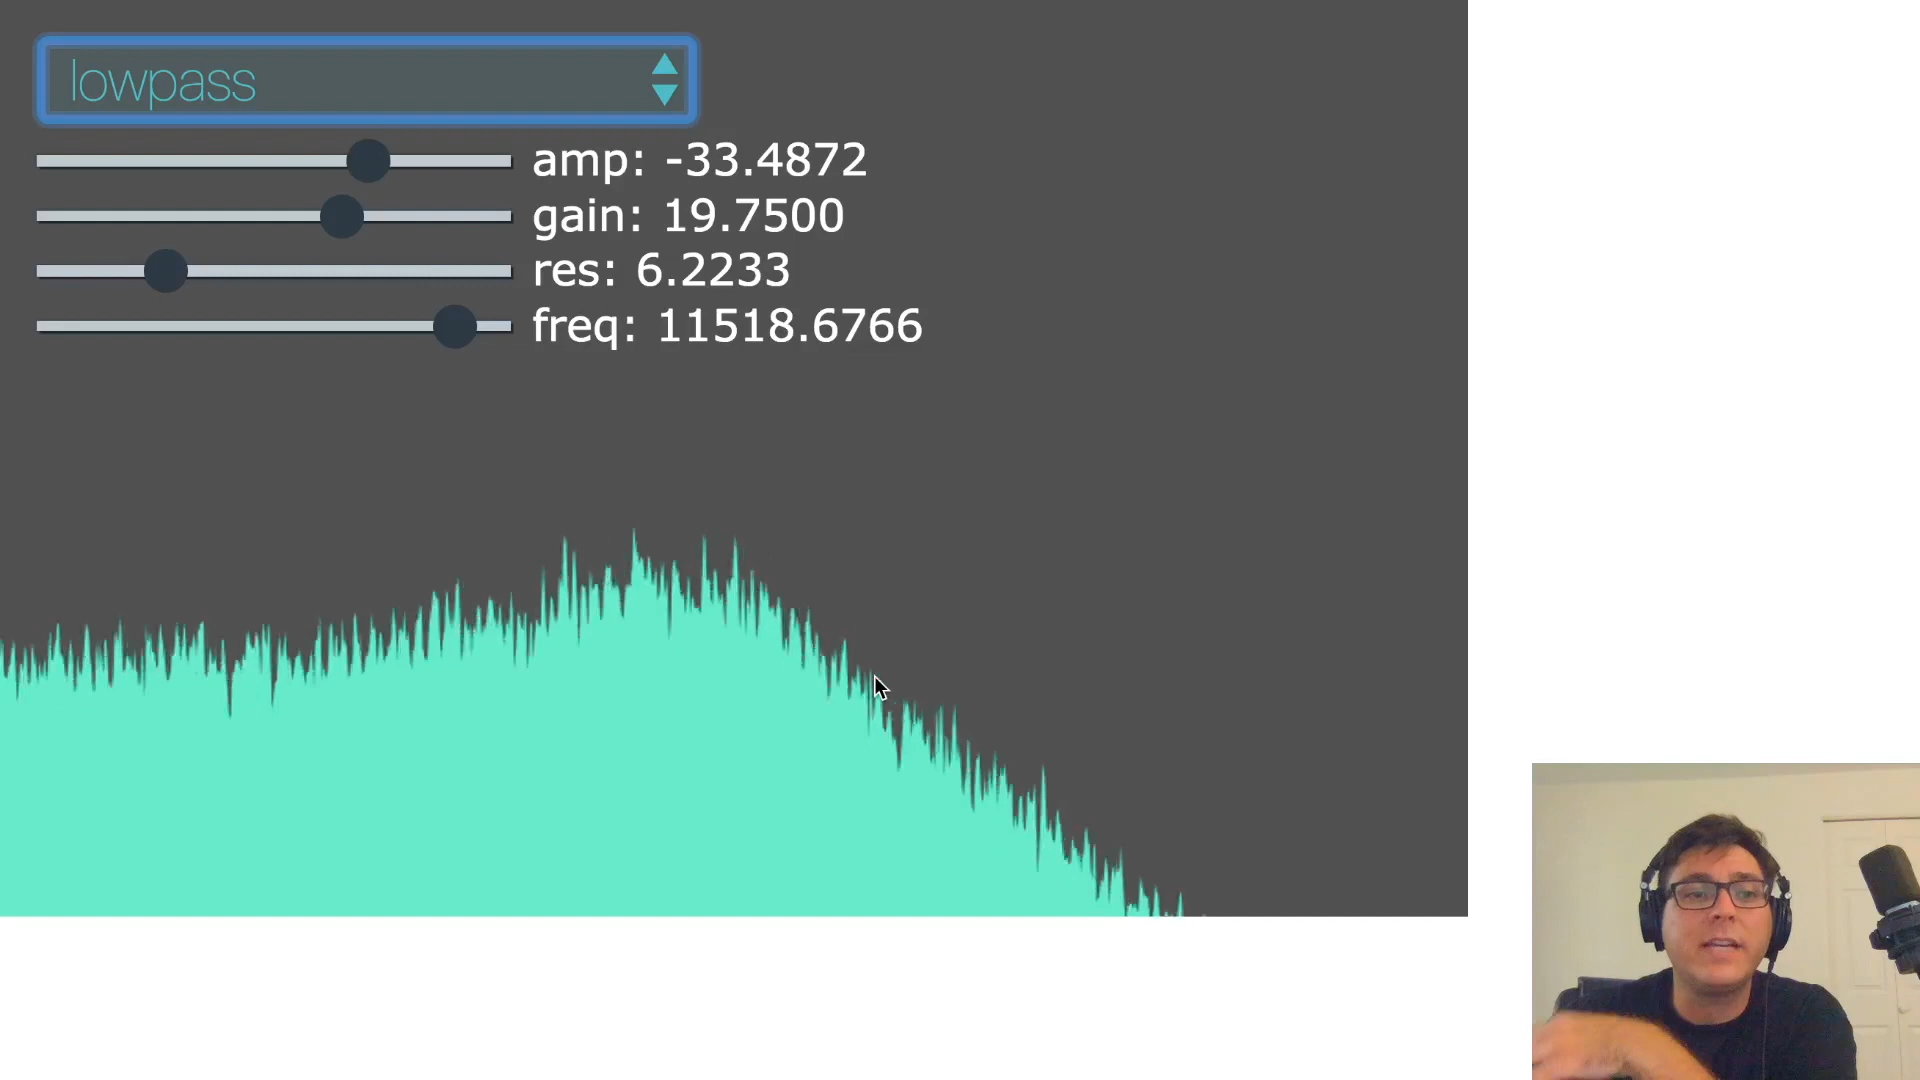 lowpass
amp: -33.4872
gain: 19.7500
res: 6.2233
freq: 11518.6766